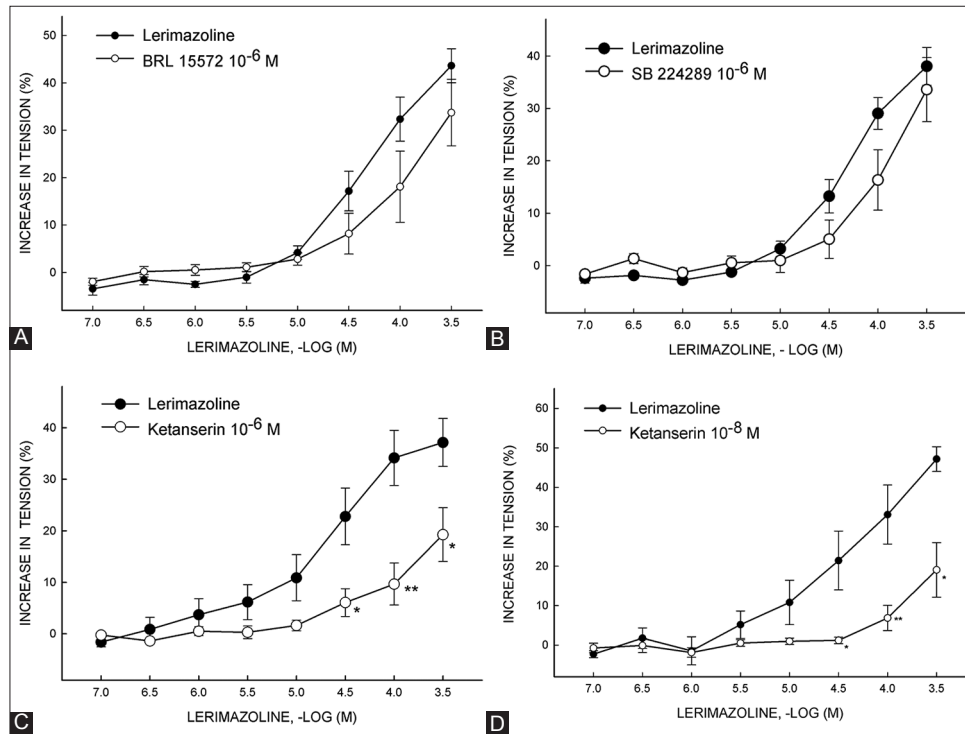 Lerimazoline
BRL 15572 10⁻⁶ M
INCREASE IN TENSION (%)
50
40
30
20
10
0
7.0 6.5 6.0 5.5 5.0 4.5 4.0 3.5
LERIMAZOLINE, -LOG (M)
A
Lerimazoline
SB 224289 10⁻⁶ M
INCREASE IN TENSION (%)
40
30
20
10
0
7.0 6.5 6.0 5.5 5.0 4.5 4.0 3.5
LERIMAZOLINE, - LOG (M)
B
Lerimazoline
Ketanserin 10⁻⁶ M
INCREASE IN TENSION (%)
40
30
20
10
0
* ** *
7.0 6.5 6.0 5.5 5.0 4.5 4.0 3.5
LERIMAZOLINE, -LOG (M)
C
Lerimazoline
Ketanserin 10⁻⁸ M
INCREASE IN TENSION (%)
60
50
40
30
20
10
0
* ** *
7.0 6.5 6.0 5.5 5.0 4.5 4.0 3.5
LERIMAZOLINE, -LOG (M)
D